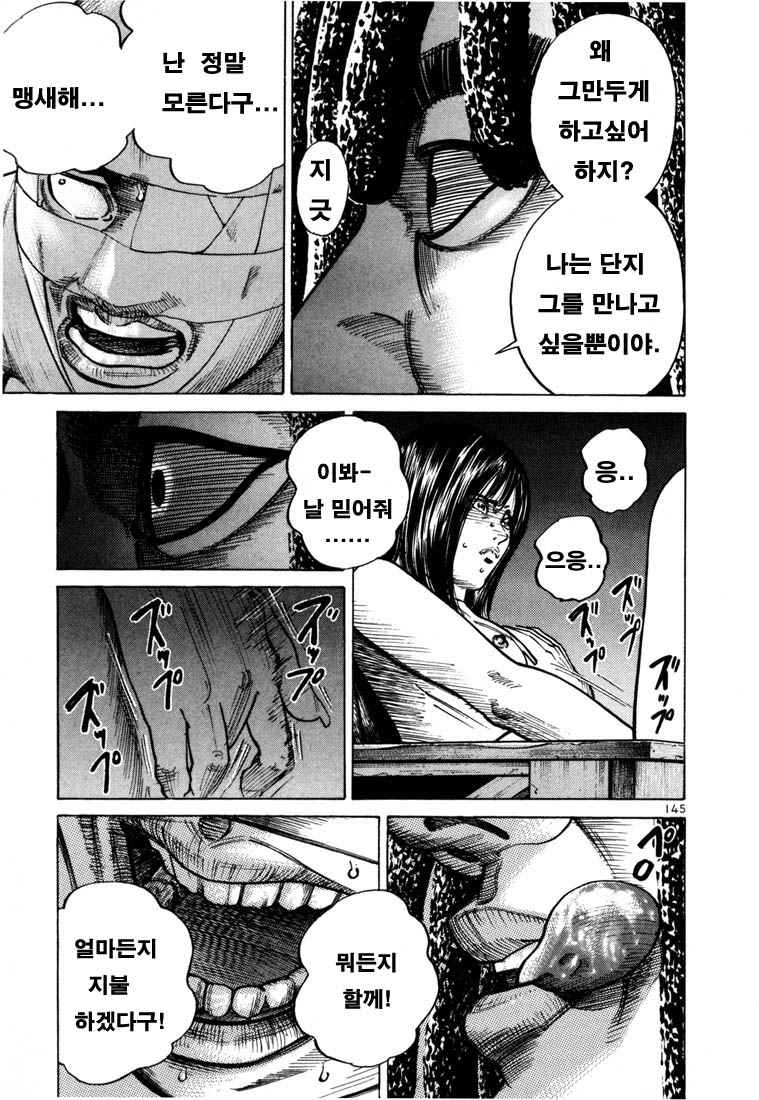 왜
그만두게
하고싶어
하지?
나는 단지
그를 만나고
싶을뿐이야.
지
긋
난 정말
모른다구...
맹새해...
응..
으응..
이봐-
날 믿어줘
......
ズップ
ズップ
ズップ
ズップ
ズップ
ズップ
145
뭐든지
할께!
얼마든지
지불
하겠다구!